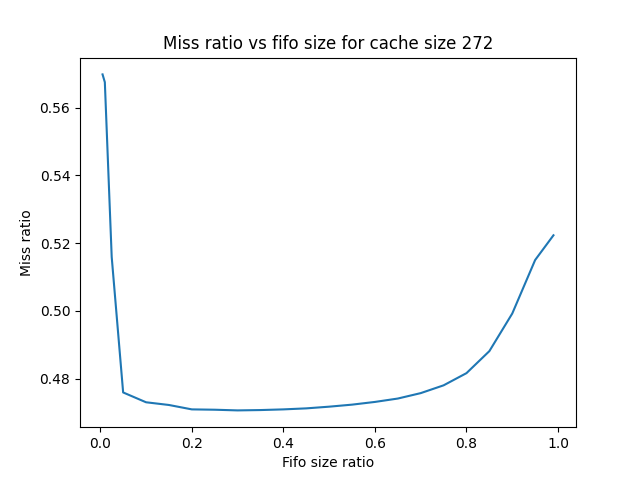 Miss ratio vs fifo size for cache size 272
Miss ratio
0.56
0.54
0.52
0.50
0.48
0.0 0.2 0.4 0.6 0.8 1.0
Fifo size ratio